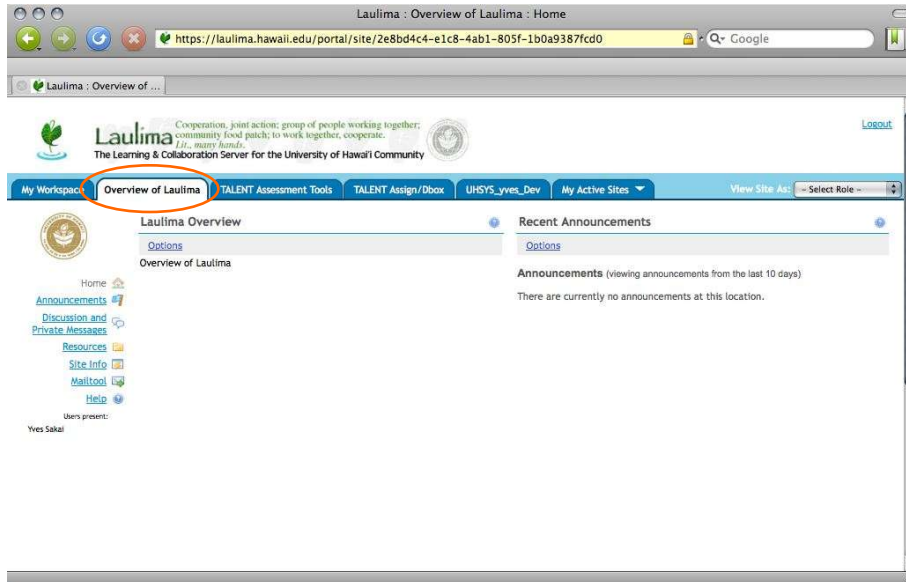 Laulima : Overview of Laulima : Home
https://laulima.hawaii.edu/portal/site/2e8bd4c4-e1c8-4ab1-805f-1b0a9387fcd0
Google
Laulima : Overview of ...
Laulima
Cooperation, joint action; group of people working together;
community food patch; to work together, cooperate.
Lit., many hands.
The Learning & Collaboration Server for the University of Hawai'i Community
Logout
My Workspace
Overview of Laulima
TALENT Assessment Tools
TALENT Assign/Dbox
UHSYS_yves_Dev
My Active Sites
View Site As:
- Select Role -
Laulima Overview
Options
Overview of Laulima
Recent Announcements
Options
Announcements (viewing announcements from the last 10 days)
There are currently no announcements at this location.
Home
Announcements
Discussion and
Private Messages
Resources
Site Info
Mailtool
Help
Users present:
Yves Sakai